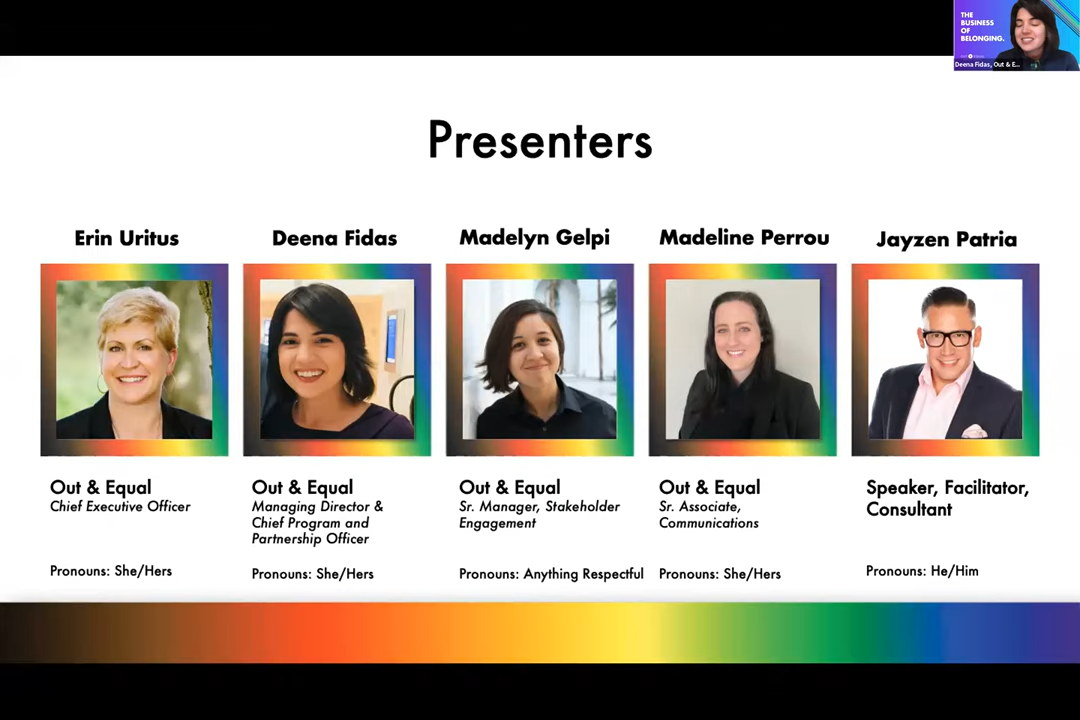 THE
BUSINESS
OF
BELONGING.
Deena Fidas, Out & E...
Presenters
Erin Uritus
Deena Fidas
Madelyn Gelpi
Madeline Perrou
Jayzen Patria
Out & Equal
Chief Executive Officer
Pronouns: She/Hers
Out & Equal
Managing Director &
Chief Program and
Partnership Officer
Pronouns: She/Hers
Out & Equal
Sr. Manager, Stakeholder
Engagement
Pronouns: Anything Respectful
Out & Equal
Sr. Associate,
Communications
Pronouns: She/Hers
Speaker, Facilitator,
Consultant
Pronouns: He/Him